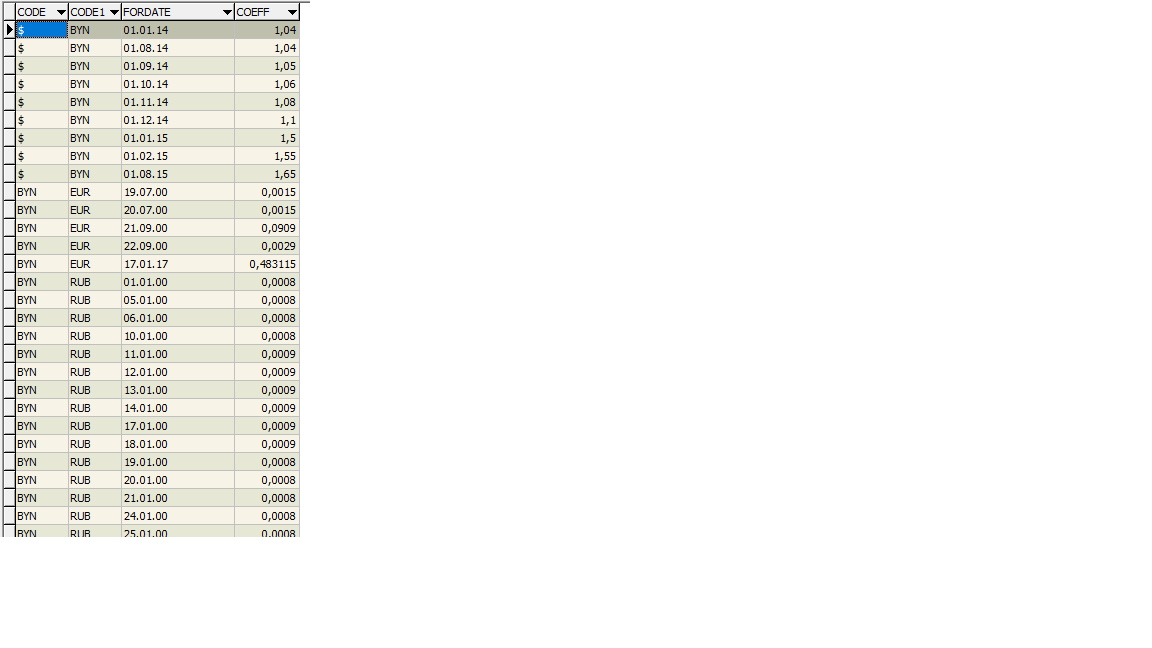 CODE CODE1 FORDATE COEFF
$ BYN 01.01.14 1,04
$ BYN 01.08.14 1,04
$ BYN 01.09.14 1,05
$ BYN 01.10.14 1,06
$ BYN 01.11.14 1,08
$ BYN 01.12.14 1,1
$ BYN 01.01.15 1,5
$ BYN 01.02.15 1,55
$ BYN 01.08.15 1,65
BYN EUR 19.07.00 0,0015
BYN EUR 20.07.00 0,0015
BYN EUR 21.09.00 0,0909
BYN EUR 22.09.00 0,0029
BYN EUR 17.01.17 0,483115
BYN RUB 01.01.00 0,0008
BYN RUB 05.01.00 0,0008
BYN RUB 06.01.00 0,0008
BYN RUB 10.01.00 0,0008
BYN RUB 11.01.00 0,0009
BYN RUB 12.01.00 0,0009
BYN RUB 13.01.00 0,0009
BYN RUB 14.01.00 0,0009
BYN RUB 17.01.00 0,0009
BYN RUB 18.01.00 0,0009
BYN RUB 19.01.00 0,0008
BYN RUB 20.01.00 0,0008
BYN RUB 21.01.00 0,0008
BYN RUB 24.01.00 0,0008
BYN RUB 25.01.00 0,0008